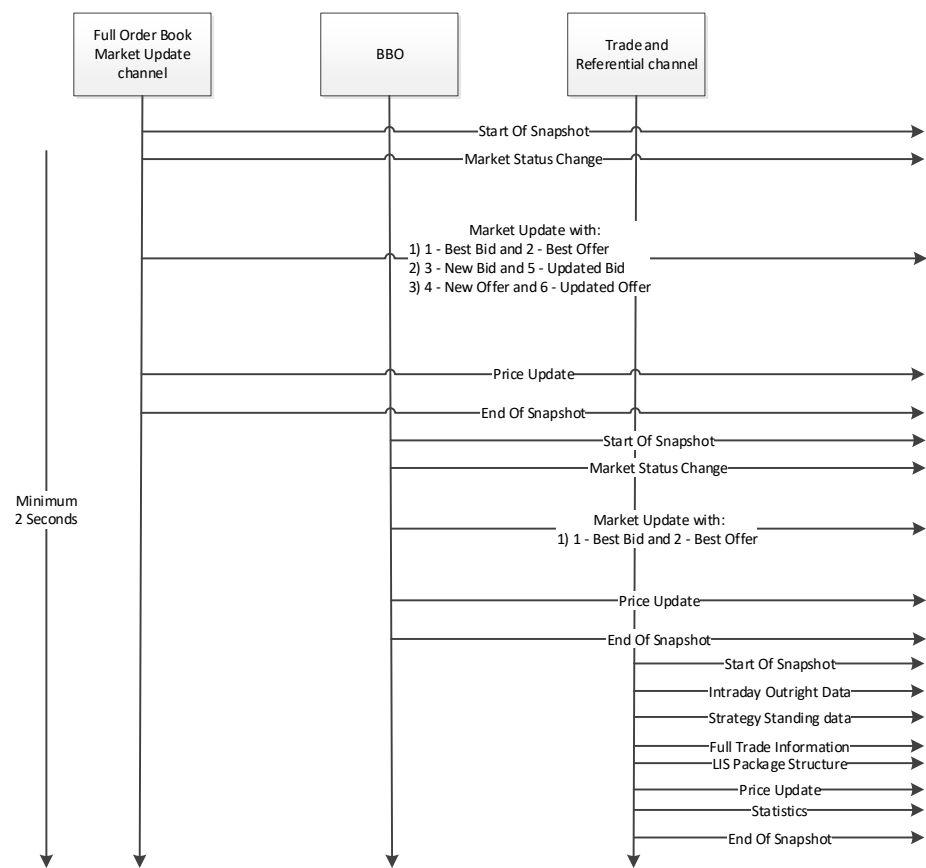 Full Order Book
Market Update
channel
BBO
Trade and
Referential channel
Start Of Snapshot
Market Status Change
Market Update with:
1) 1 - Best Bid and 2 - Best Offer
2) 3 - New Bid and 5 - Updated Bid
3) 4 - New Offer and 6 - Updated Offer
Price Update
End Of Snapshot
Start Of Snapshot
Market Status Change
Minimum
2 Seconds
Market Update with:
1) 1 - Best Bid and 2 - Best Offer
Price Update
End Of Snapshot
Start Of Snapshot
Intraday Outright Data
Strategy Standing data
Full Trade Information
LIS Package Structure
Price Update
Statistics
End Of Snapshot